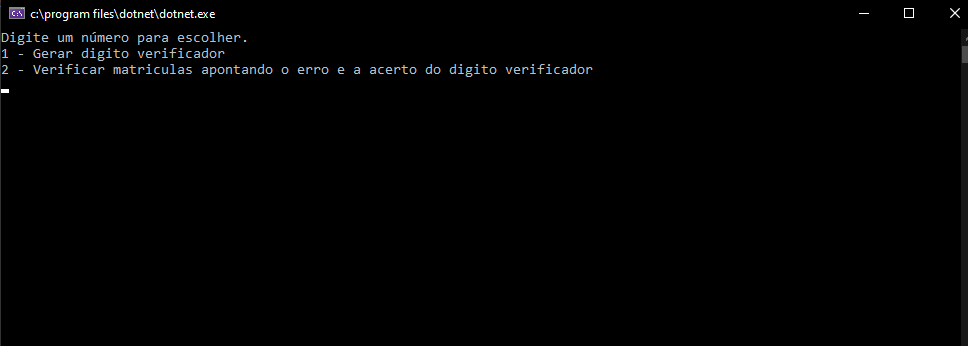 c:\program files\dotnet\dotnet.exe
Digite um número para escolher.
1 - Gerar digito verificador
2 - Verificar matriculas apontando o erro e a acerto do digito verificador